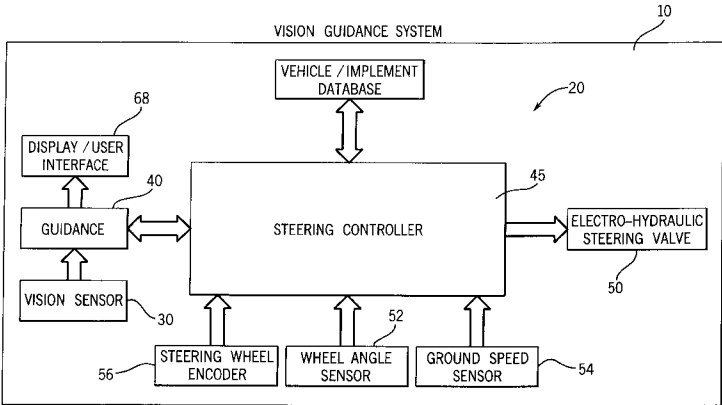 VISION GUIDANCE SYSTEM
10
VEHICLE / IMPLEMENT
DATABASE
20
68
DISPLAY / USER
INTERFACE
40
GUIDANCE
45
STEERING CONTROLLER
ELECTRO-HYDRAULIC
STEERING VALVE
50
VISION SENSOR
30
52
STEERING WHEEL
ENCODER
56
WHEEL ANGLE
SENSOR
GROUND SPEED
SENSOR
54